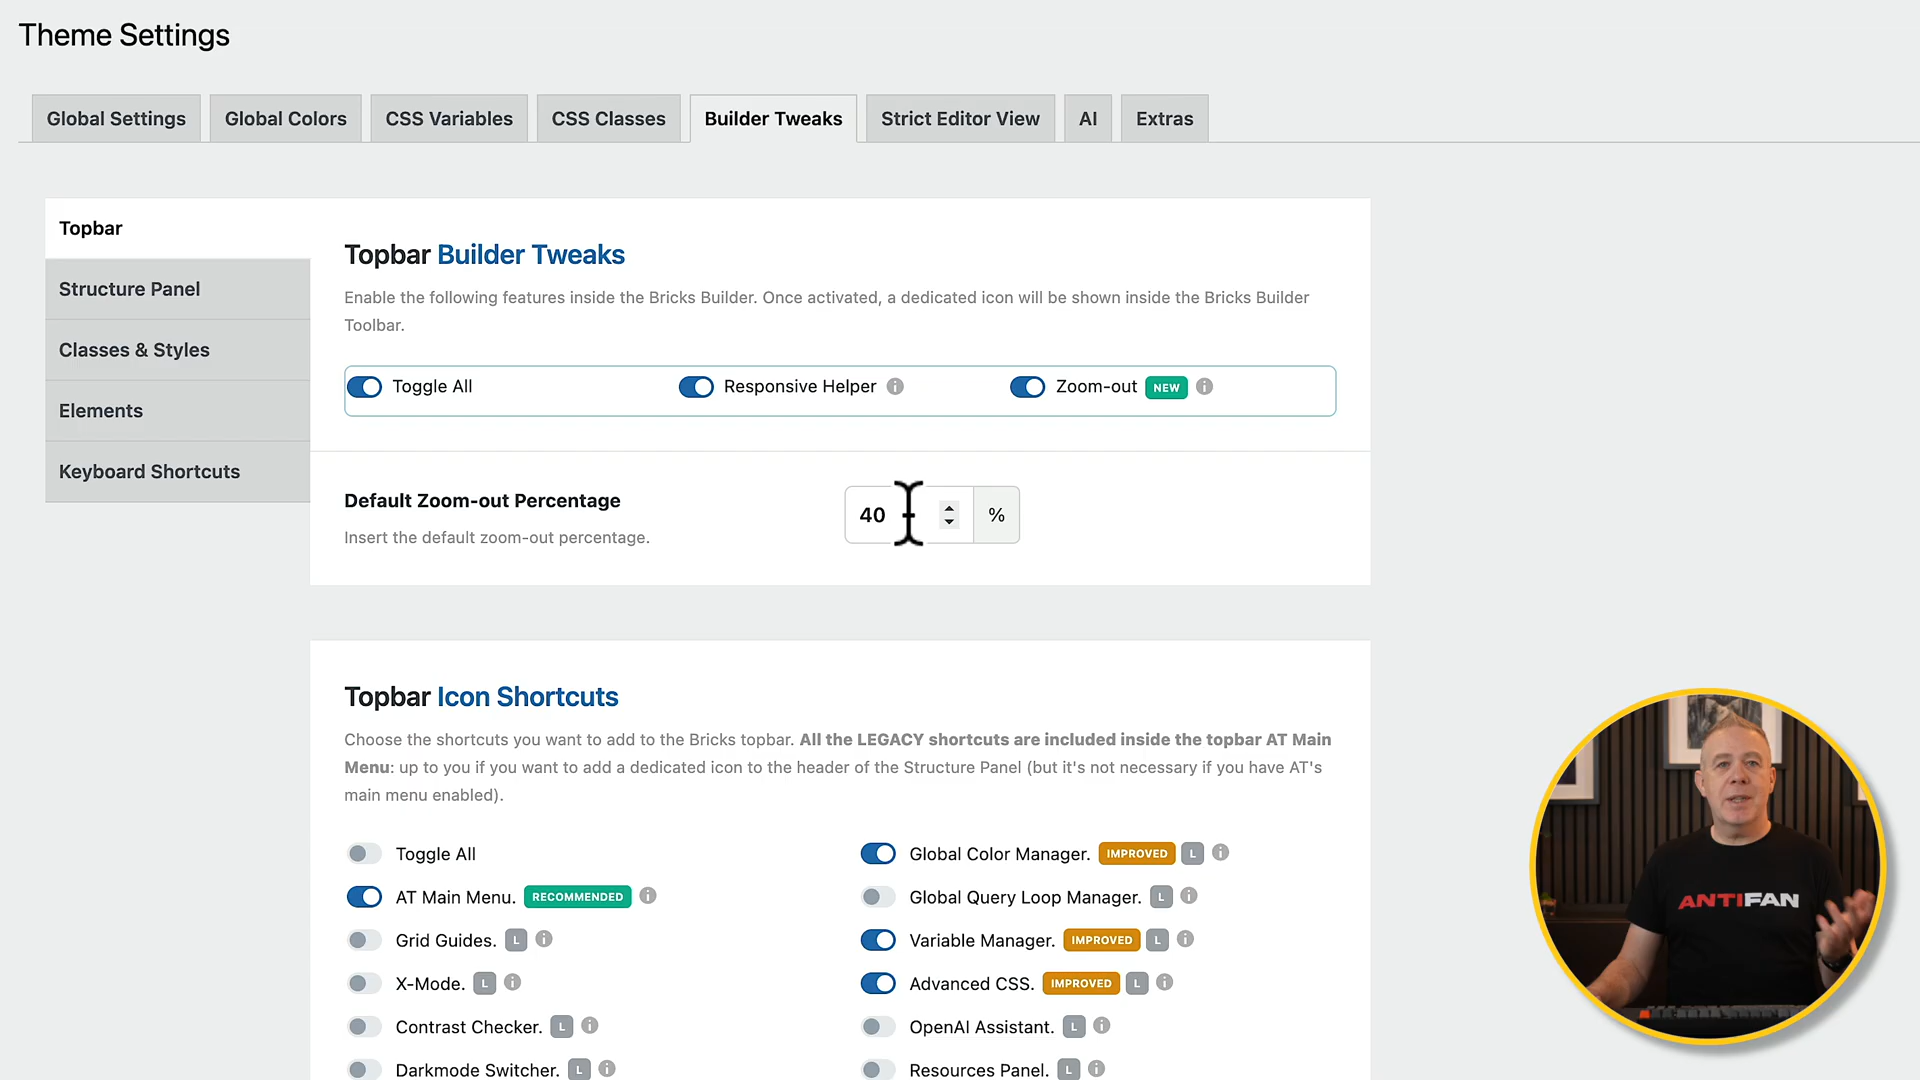 Theme Settings
Global Settings
Global Colors
CSS Variables
CSS Classes
Builder Tweaks
Strict Editor View
AI
Extras
Topbar
Structure Panel
Classes & Styles
Elements
Keyboard Shortcuts
Topbar Builder Tweaks
Enable the following features inside the Bricks Builder. Once activated, a dedicated icon will be shown inside the Bricks Builder
Toolbar.
Toggle All
Responsive Helper i
Zoom-out NEW i
Default Zoom-out Percentage
Insert the default zoom-out percentage.
40 %
Topbar Icon Shortcuts
Choose the shortcuts you want to add to the Bricks topbar. All the LEGACY shortcuts are included inside the topbar AT Main
Menu: up to you if you want to add a dedicated icon to the header of the Structure Panel (but it's not necessary if you have AT's
main menu enabled).
Toggle All
Global Color Manager. IMPROVED L i
AT Main Menu. RECOMMENDED i
Global Query Loop Manager. L i
Grid Guides. L i
Variable Manager. IMPROVED L i
X-Mode. L i
Advanced CSS. IMPROVED L i
Contrast Checker. L i
OpenAI Assistant. L i
Darkmode Switcher. L i
Resources Panel. L i
ANTIFAN